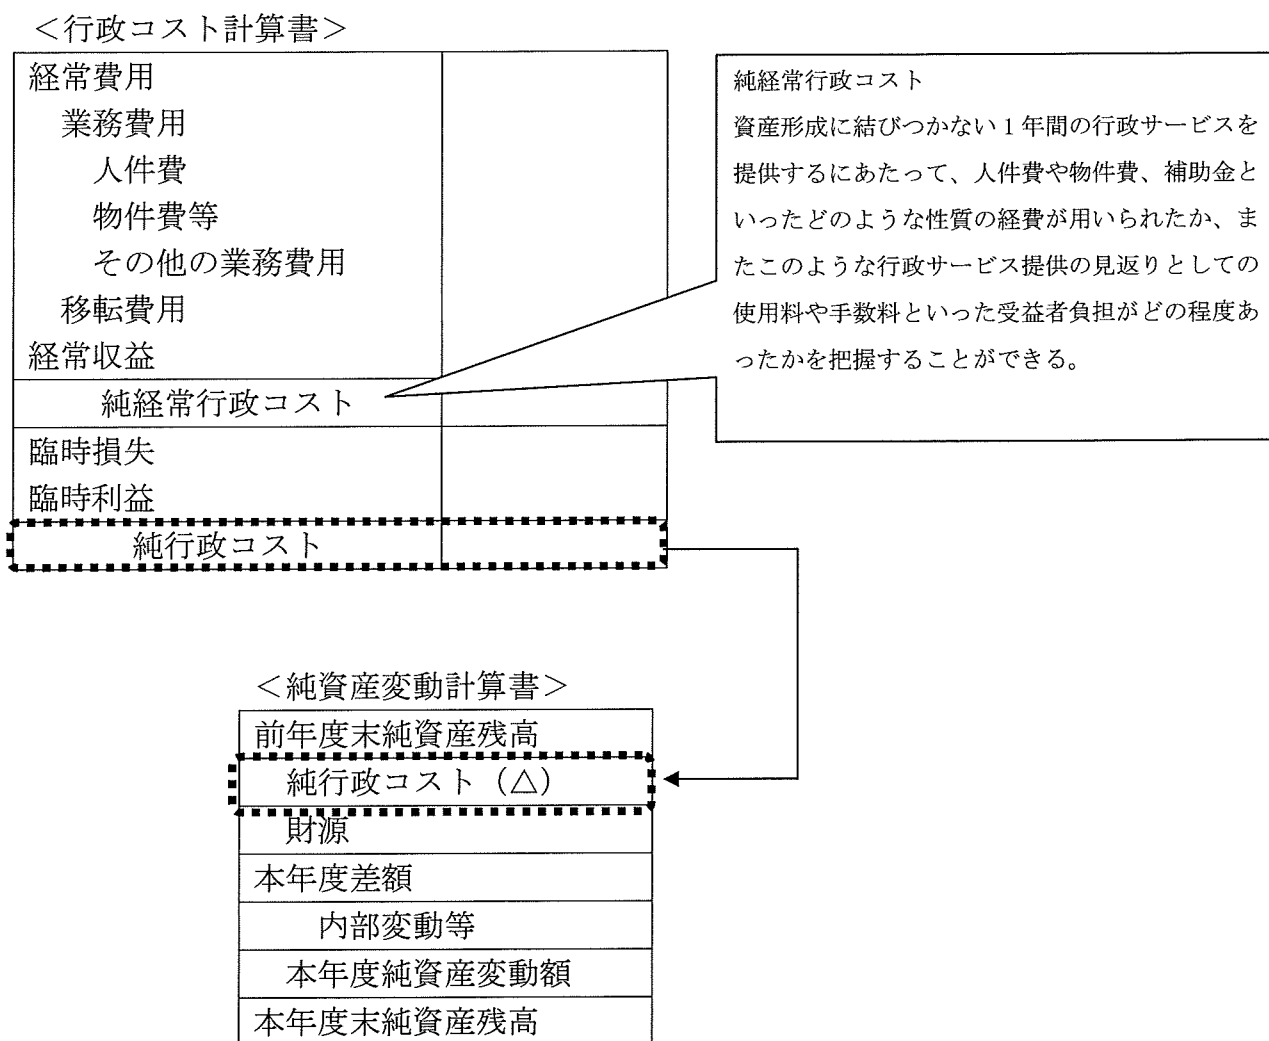 ＜行政コスト計算書＞
経常費用
業務費用
人件費
物件費等
その他の業務費用
移転費用
経常収益
純経常行政コスト
臨時損失
臨時利益
純行政コスト
純経常行政コスト
資産形成に結びつかない１年間の行政サービスを
提供するにあたって、人件費や物件費、補助金と
いったどのような性質の経費が用いられたか、ま
たこのような行政サービス提供の見返りとしての
使用料や手数料といった受益者負担がどの程度あ
ったかを把握することができる。
＜純資産変動計算書＞
前年度末純資産残高
純行政コスト（△）
財源
本年度差額
内部変動等
本年度純資産変動額
本年度末純資産残高